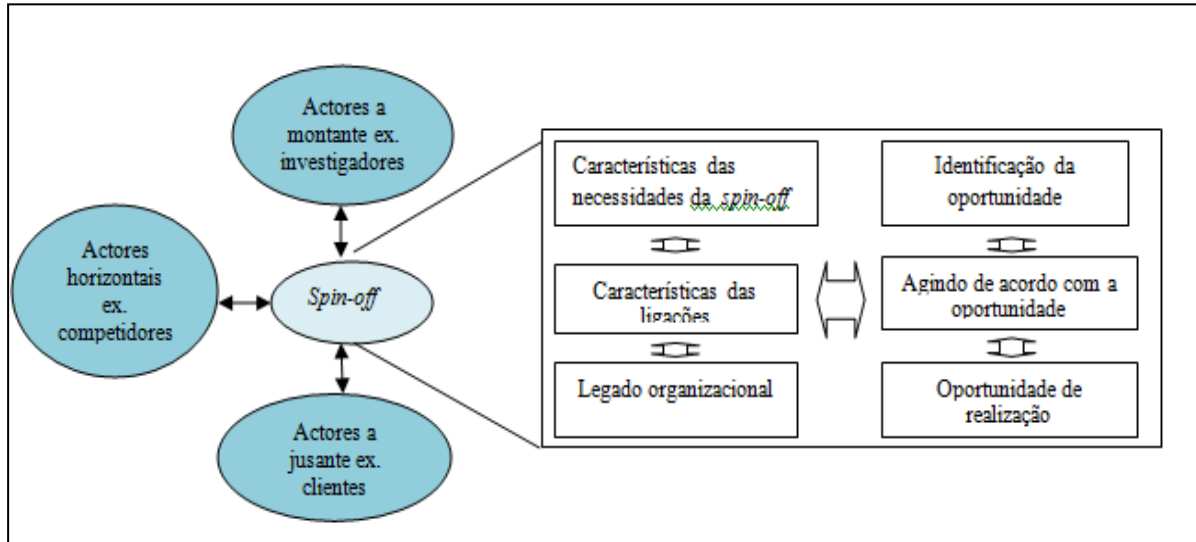 Actores a
montante ex.
investigadores
Actores
horizontais
ex.
competidores
Spin-off
Actores a
jusante ex.
clientes
Características das
necessidades da spin-off
Características das
ligações
Legado organizacional
Identificação da
oportunidade
Agindo de acordo com a
oportunidade
Oportunidade de
realização